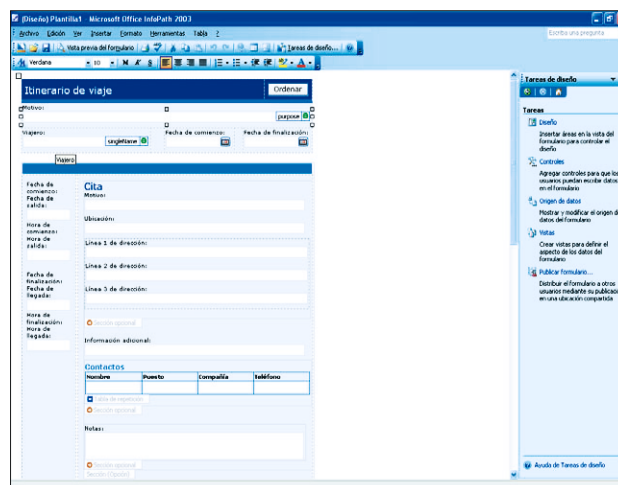 (Diseño) Plantilla1 - Microsoft Office InfoPath 2003
Archivo Edición Ver Insertar Formato Herramientas Tabla ?
Escriba una pregunta
Vista previa del formulario
Tareas de diseño...
Verdana 10 N K S
Itinerario de viaje
Ordenar
Motivo:
purpose
Viajero:
singleName
Fecha de comienzo:
Fecha de finalización:
Viajero
Fecha de
comienzo:
Fecha de
salida:
Hora de
comienzo:
Hora de
salida:
Fecha de
finalización:
Fecha de
llegada:
Hora de
finalización:
Hora de
llegada:
Cita
Motivo:
Ubicación:
Línea 1 de dirección:
Línea 2 de dirección:
Línea 3 de dirección:
Sección opcional
Información adicional:
Contactos
Nombre Puesto Compañía Teléfono
Tabla de repetición
Sección opcional
Notas:
Sección opcional
Sección (Opción)
Tareas de diseño
Tareas
Diseño
Insertar áreas en la vista del
formulario para controlar el
diseño
Controles
Agregar controles para que los
usuarios puedan escribir datos
en el formulario
Origen de datos
Mostrar y modificar el origen d
datos del formulario
Vistas
Crear vistas para definir el
aspecto de los datos del
formulario
Publicar formulario...
Distribuir el formulario a otros
usuarios mediante su publicació
en una ubicación compartida
Ayuda de Tareas de diseño